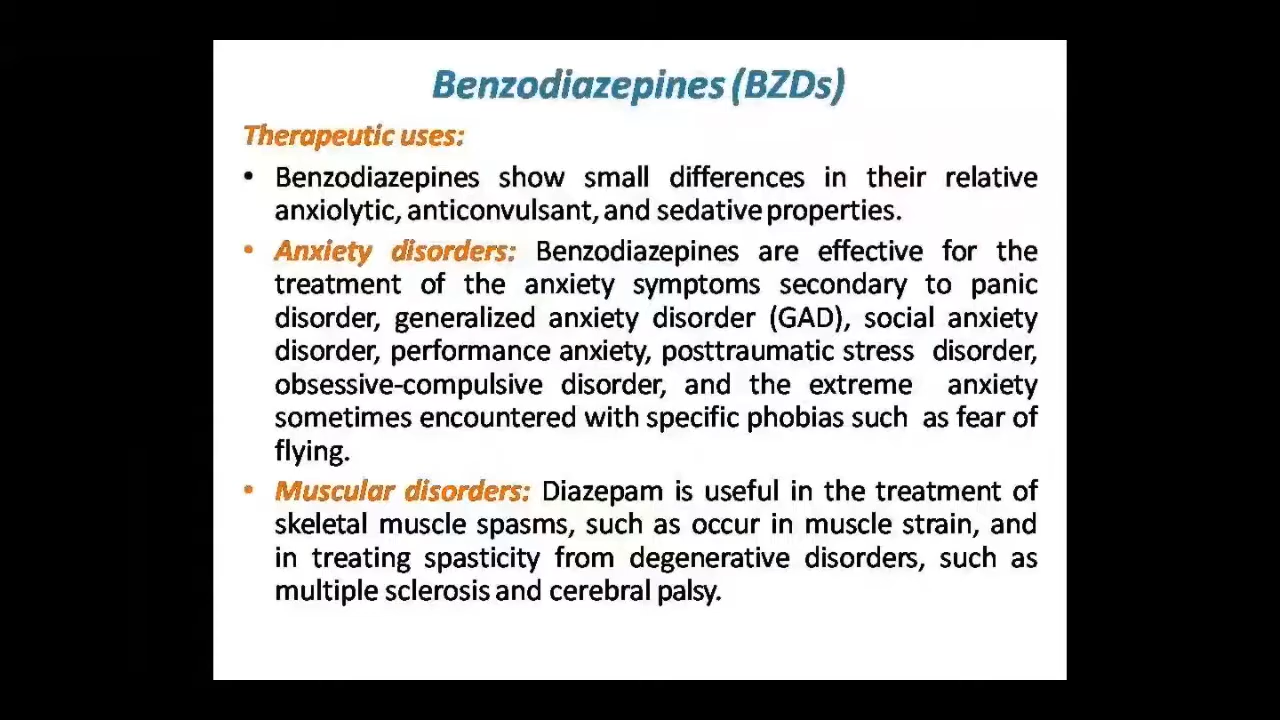 Benzodiazepines (BZDs)
Therapeutic uses:
• Benzodiazepines show small differences in their relative
anxiolytic, anticonvulsant, and sedative properties.
• Anxiety disorders: Benzodiazepines are effective for the
treatment of the anxiety symptoms secondary to panic
disorder, generalized anxiety disorder (GAD), social anxiety
disorder, performance anxiety, posttraumatic stress disorder,
obsessive-compulsive disorder, and the extreme anxiety
sometimes encountered with specific phobias such as fear of
flying.
• Muscular disorders: Diazepam is useful in the treatment of
skeletal muscle spasms, such as occur in muscle strain, and
in treating spasticity from degenerative disorders, such as
multiple sclerosis and cerebral palsy.